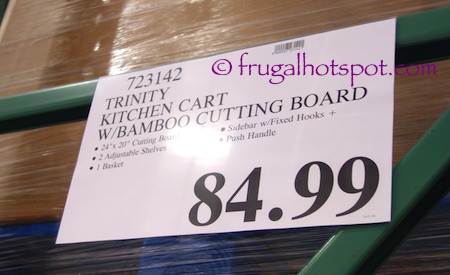 © frugalhotspot.com
723142
TRINITY
KITCHEN CART
W/BAMBOO CUTTING BOARD
• 24"x 20" Cutting Board
• 2 Adjustable Shelves
• 1 Basket
• Sidebar w/Fixed Hooks +
• Push Handle
84.99